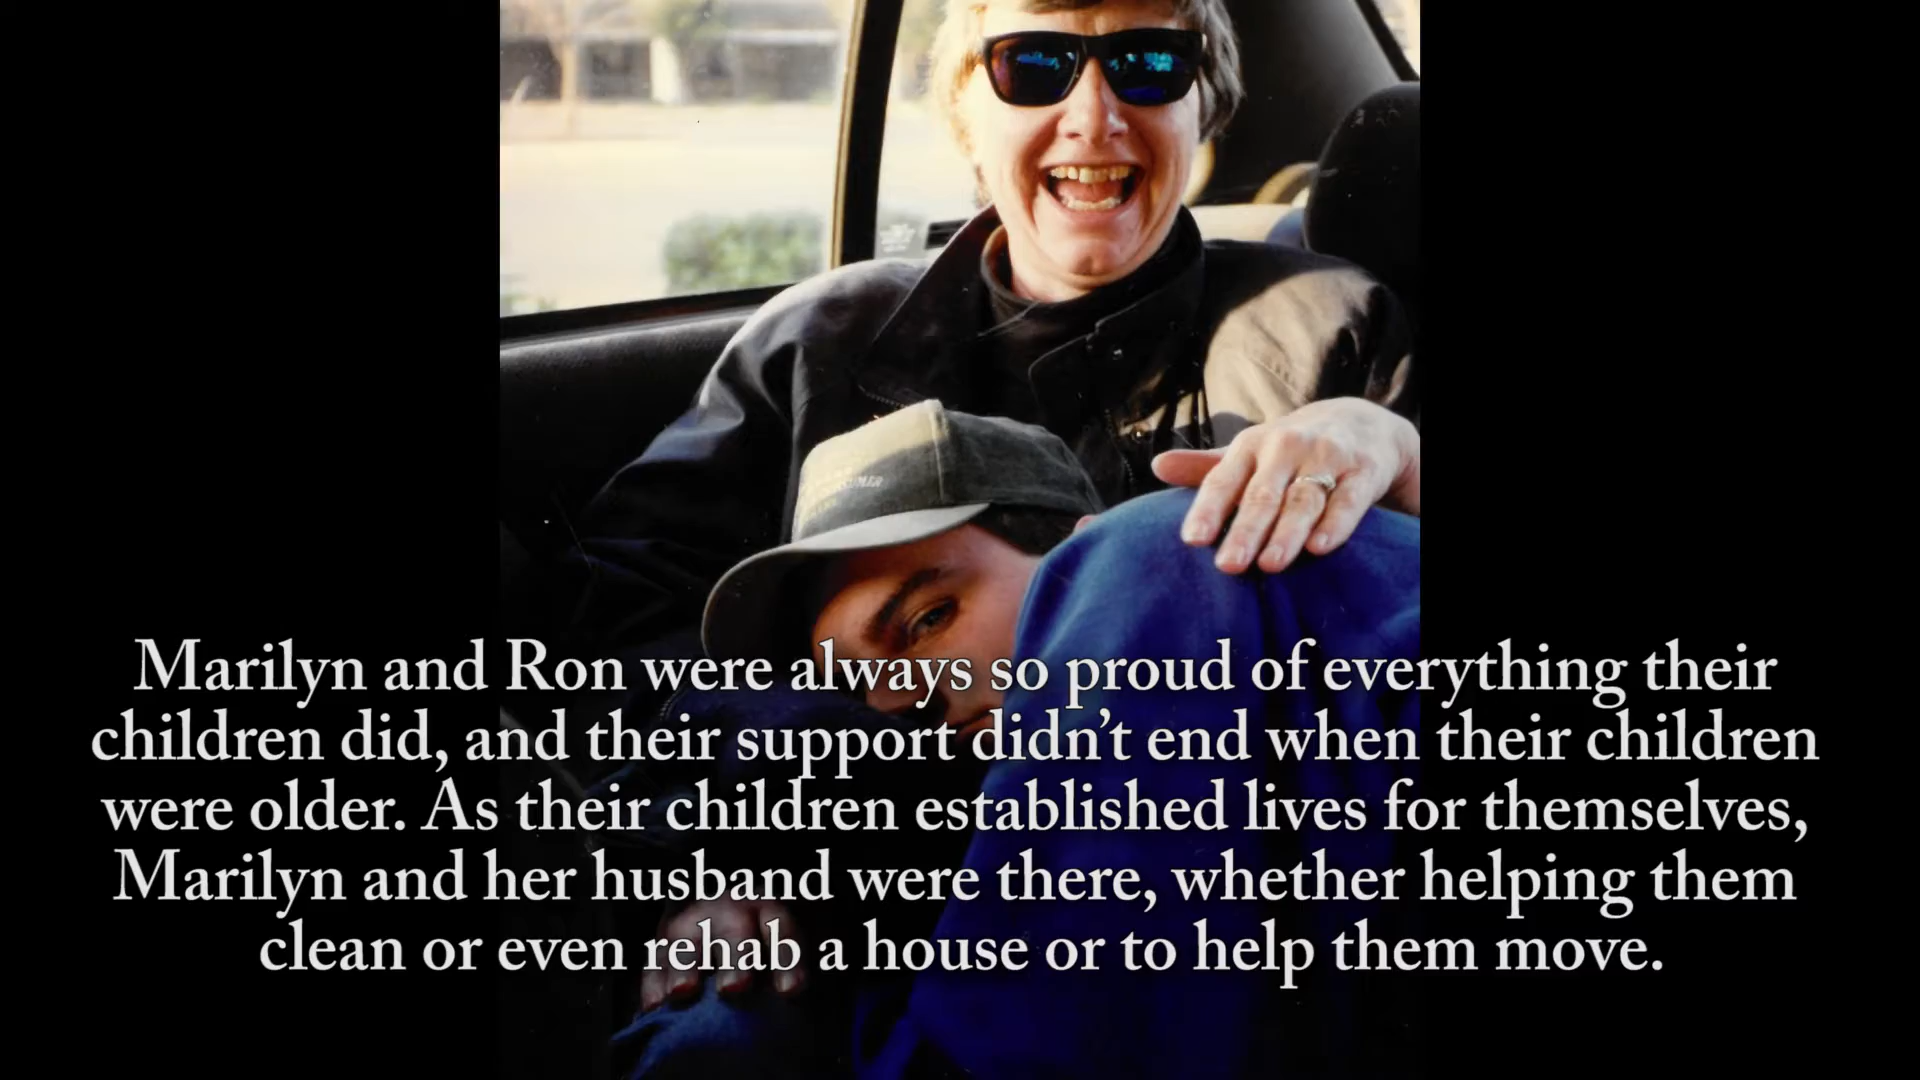 Marilyn and Ron were always so proud of everything their
children did, and their support didn’t end when their children
were older. As their children established lives for themselves,
Marilyn and her husband were there, whether helping them
clean or even rehab a house or to help them move.